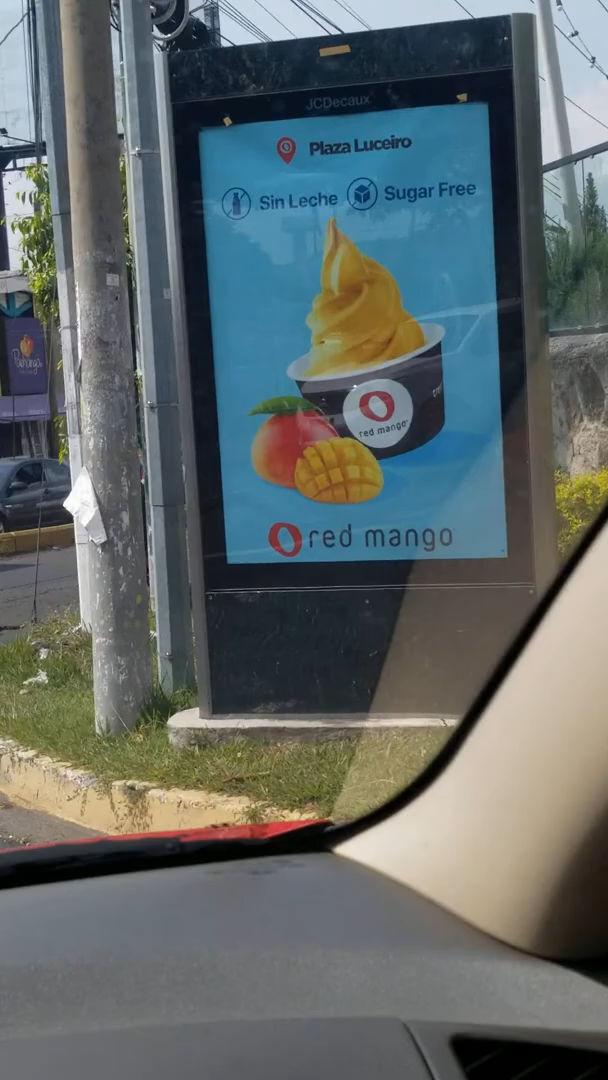 JCDecaux
Plaza Luceiro
Sin Leche
Sugar Free
red mango
red mango